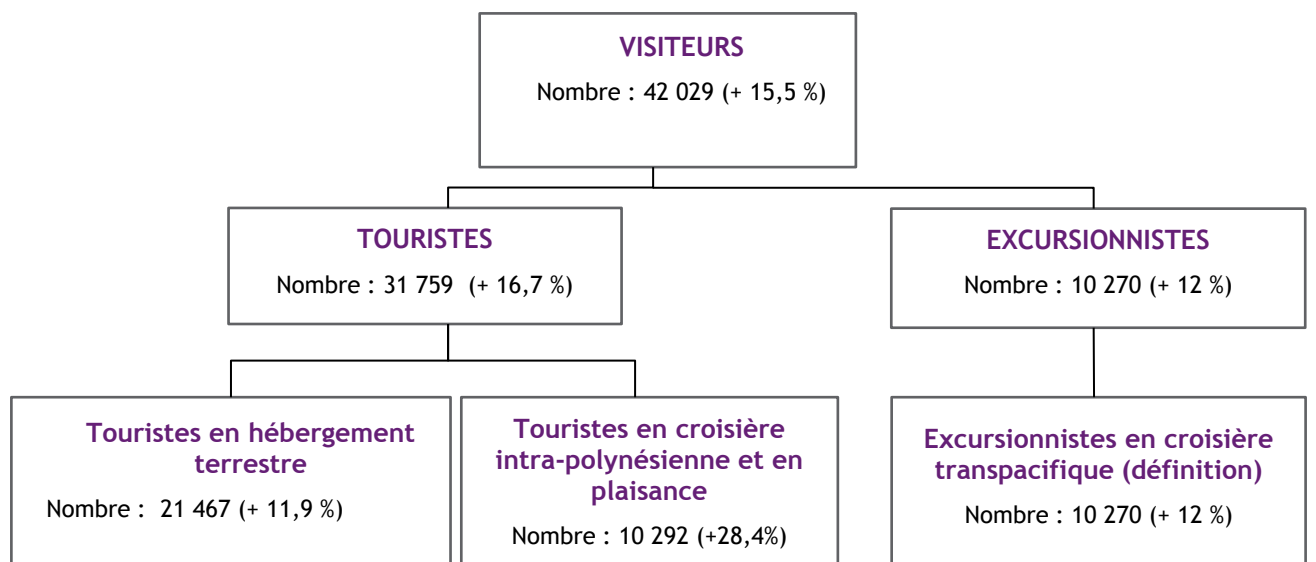 VISITEURS
Nombre : 42 029 (+ 15,5 %)
TOURISTES
Nombre : 31 759 (+ 16,7 %)
EXCURSIONNISTES
Nombre : 10 270 (+ 12 %)
Touristes en hébergement
terrestre
Nombre : 21 467 (+ 11,9 %)
Touristes en croisière
intra-polynésienne et en
plaisance
Nombre : 10 292 (+28,4%)
Excursionnistes en croisière
transpacifique (définition)
Nombre : 10 270 (+ 12 %)